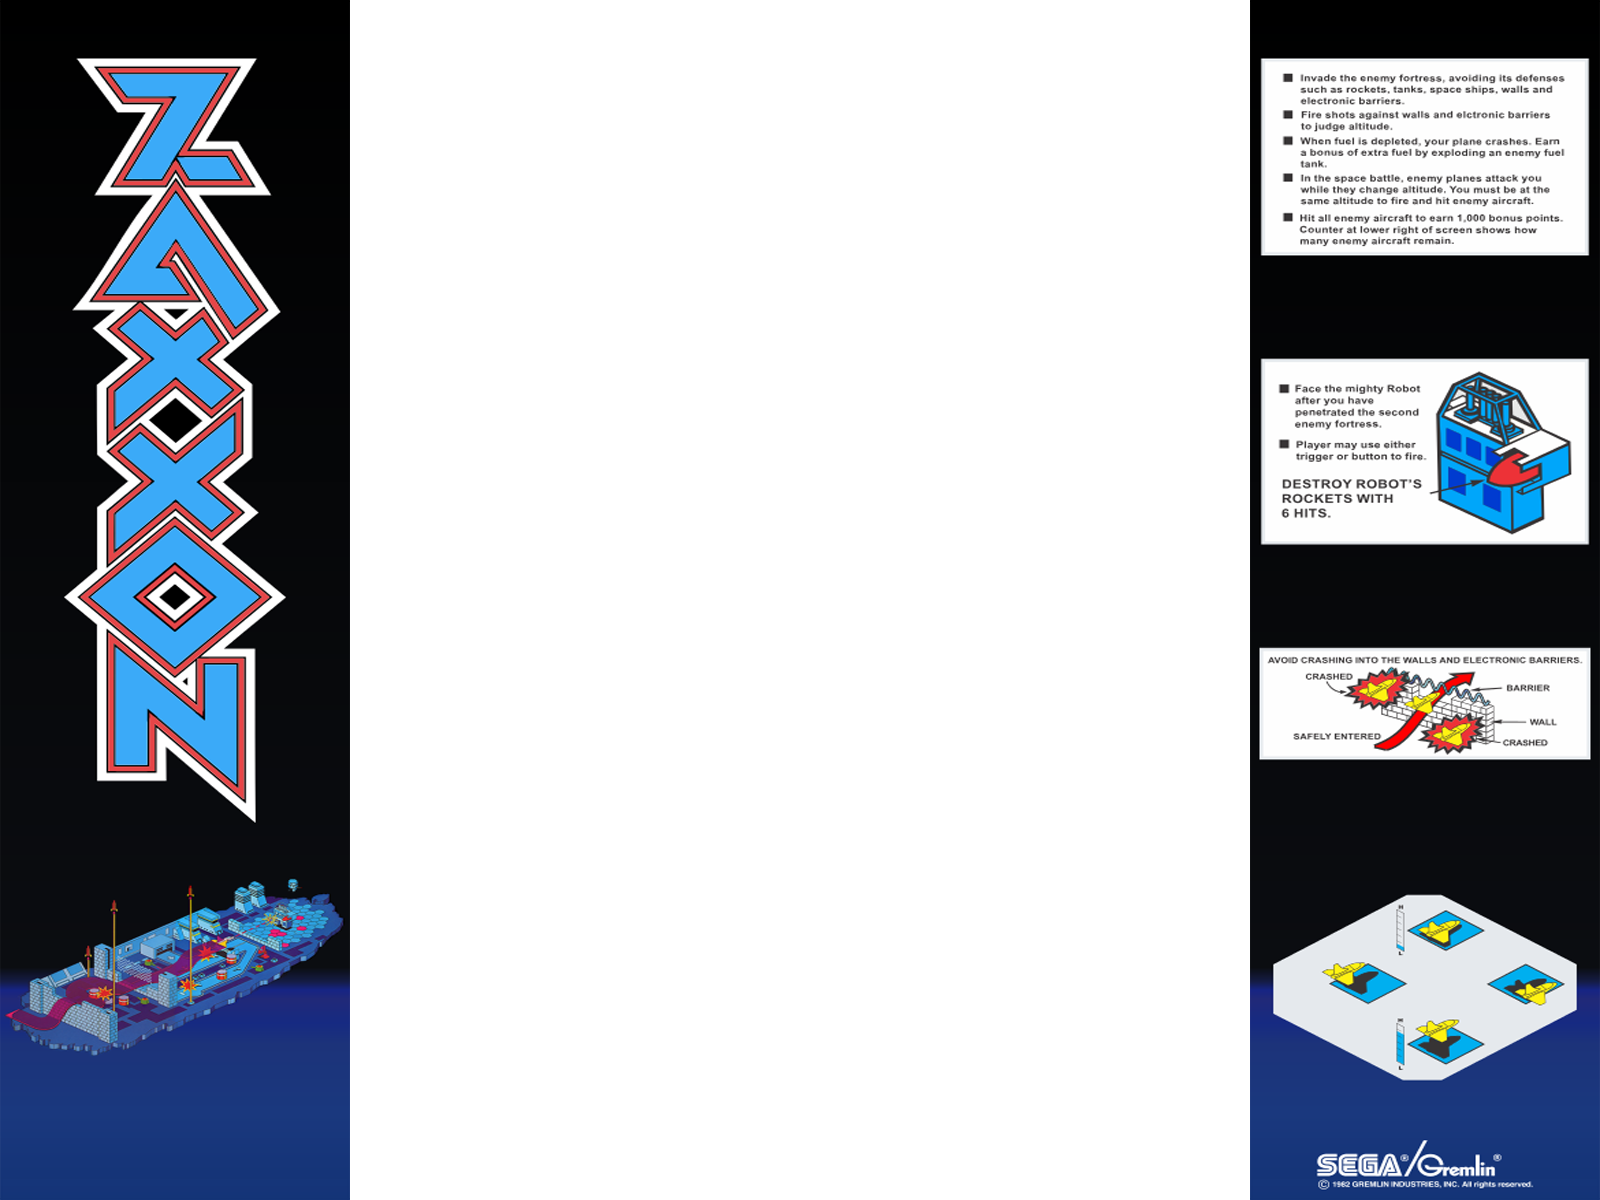 ZAXXON
■ Invade the enemy fortress, avoiding its defenses
such as rockets, tanks, space ships, walls and
electronic barriers.
■ Fire shots against walls and elctronic barriers
to judge altitude.
■ When fuel is depleted, your plane crashes. Earn
a bonus of extra fuel by exploding an enemy fuel
tank.
■ In the space battle, enemy planes attack you
while they change altitude. You must be at the
same altitude to fire and hit enemy aircraft.
■ Hit all enemy aircraft to earn 1,000 bonus points.
Counter at lower right of screen shows how
many enemy aircraft remain.
■ Face the mighty Robot
after you have
penetrated the second
enemy fortress.
■ Player may use either
trigger or button to fire.
DESTROY ROBOT'S
ROCKETS WITH
6 HITS.
AVOID CRASHING INTO THE WALLS AND ELECTRONIC BARRIERS.
CRASHED
BARRIER
WALL
SAFELY ENTERED
CRASHED
H
L
H
L
SEGA®/Gremlin®
© 1982 GREMLIN INDUSTRIES, INC. All rights reserved.